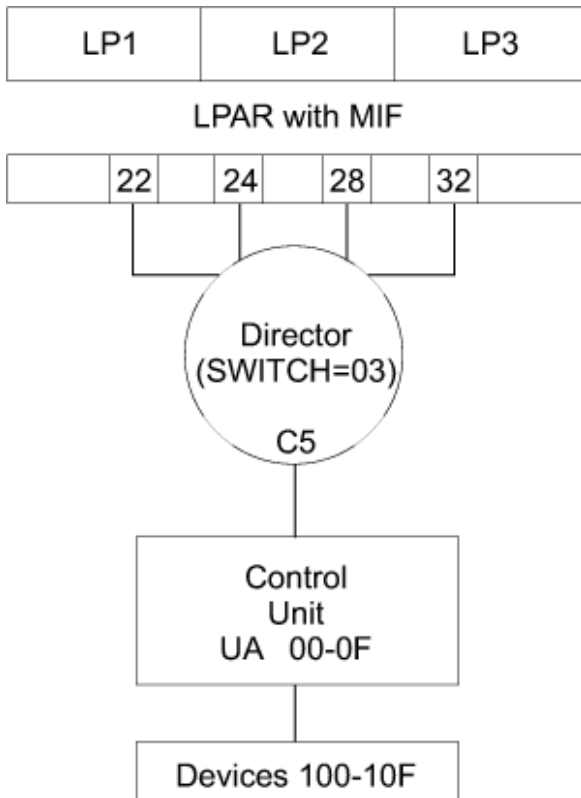 LP1 LP2 LP3
LPAR with MIF
22 24 28 32
Director
(SWITCH=03)
C5
Control
Unit
UA 00-0F
Devices 100-10F